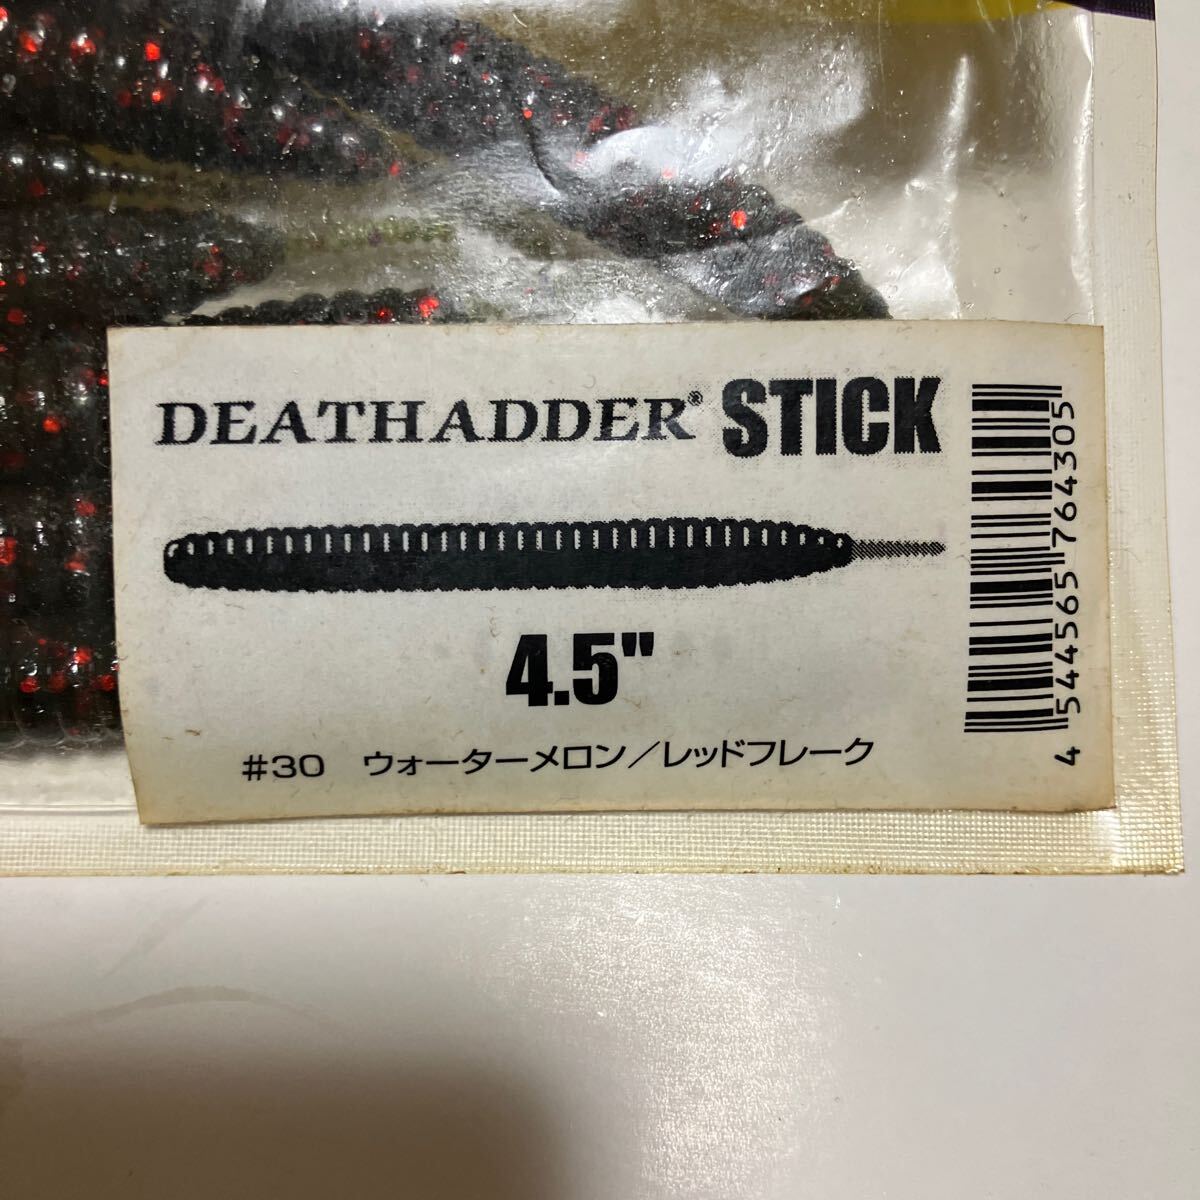 DEATHADDER® STICK
4.5"
#30 ウォーターメロン/レッドフレーク
4 544565 764305